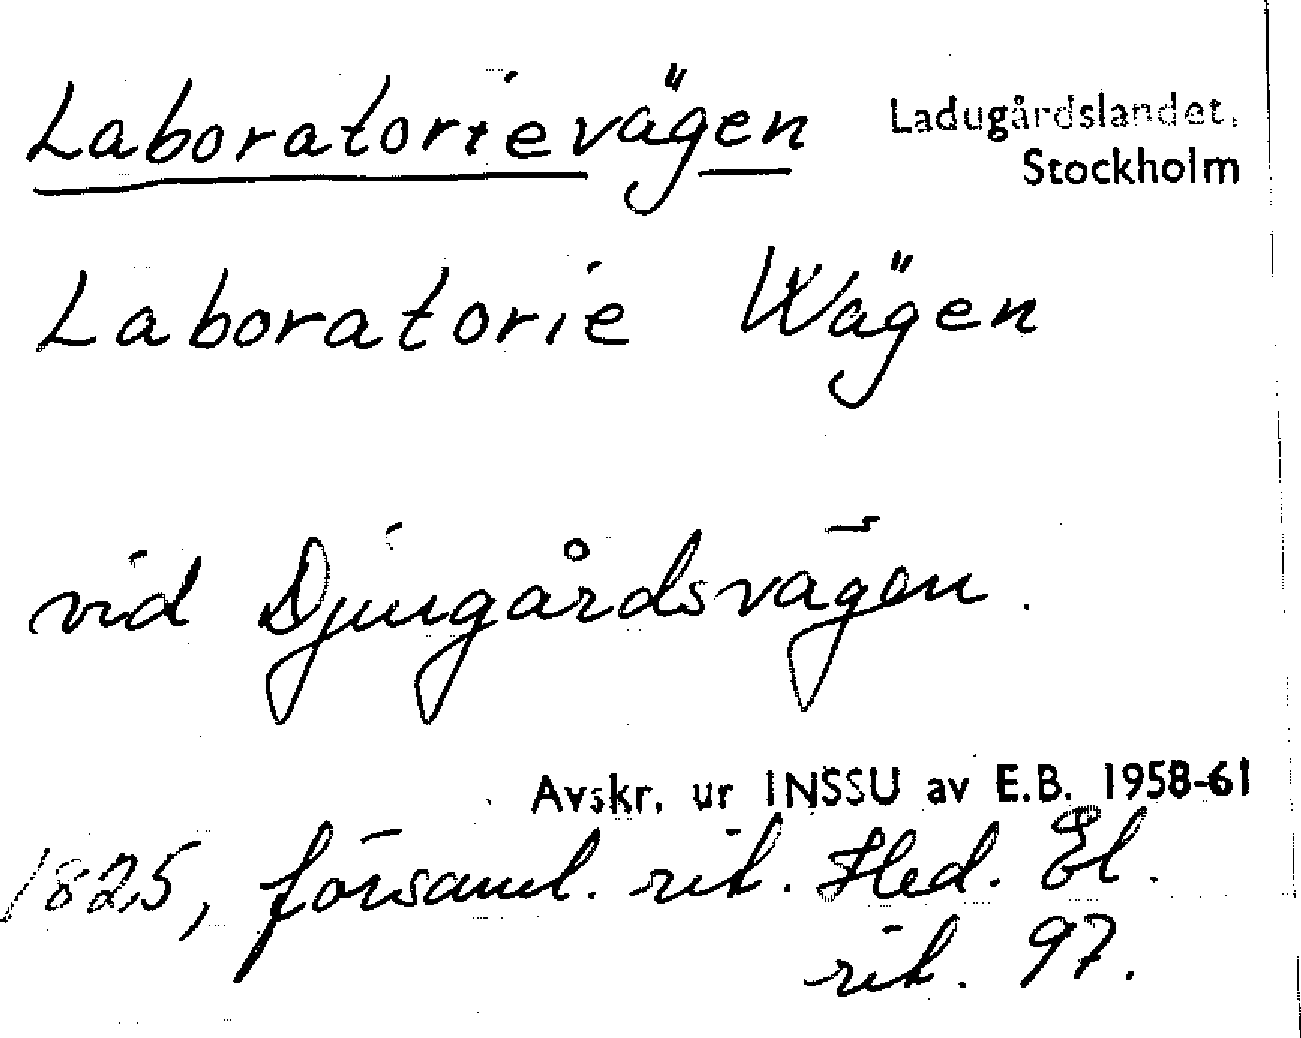 Laboratorievägen
Ladugårdslandet,
Stockholm
Laboratorie Wägen
vid Djurgårdsvägen.
Avskr. ur INSSU av E.B. 1958-61
1825, församl. rit. Hed. El.
rit. 97.